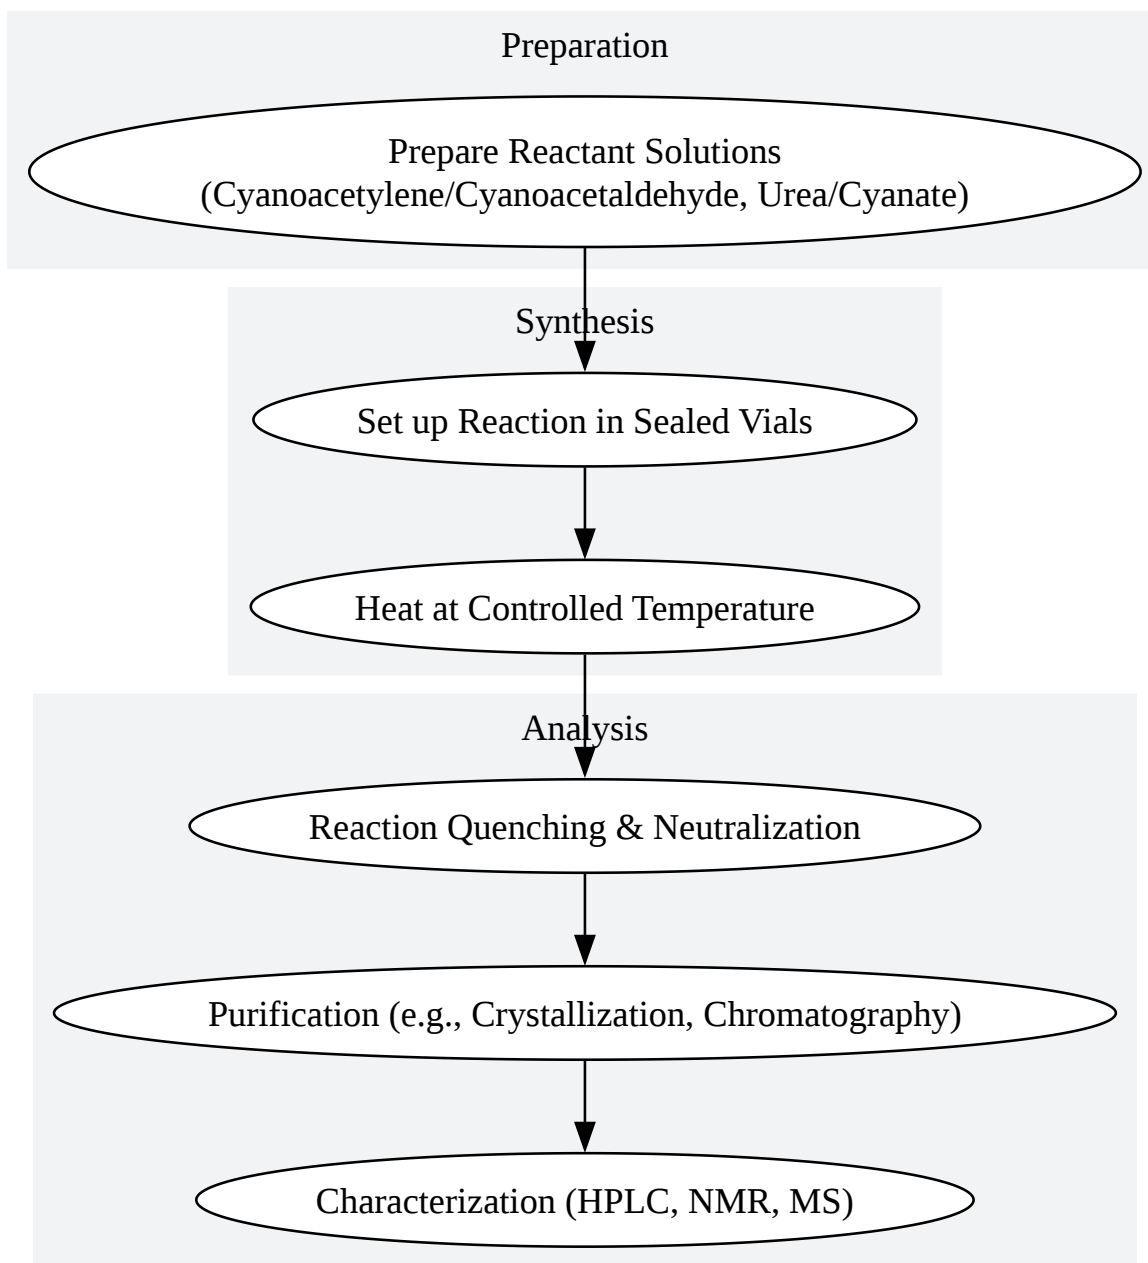 Preparation
Prepare Reactant Solutions
(Cyanoacetylene/Cyanoacetaldehyde, Urea/Cyanate)
Synthesis
Set up Reaction in Sealed Vials
Heat at Controlled Temperature
Analysis
Reaction Quenching & Neutralization
Purification (e.g., Crystallization, Chromatography)
Characterization (HPLC, NMR, MS)